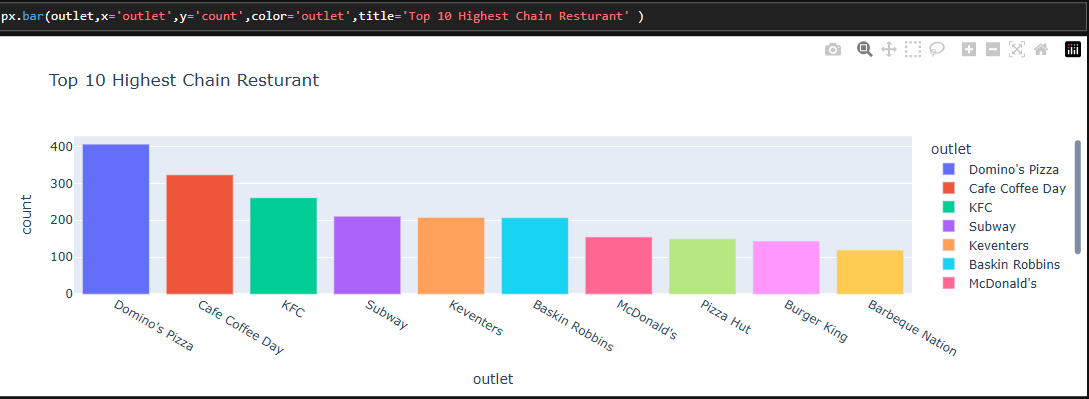 px.bar(outlet,x='outlet',y='count',color='outlet',title='Top 10 Highest Chain Resturant' )
Top 10 Highest Chain Resturant
400
300
200
100
0
count
Domino's Pizza
Cafe Coffee Day
KFC
Subway
Keventers
Baskin Robbins
McDonald's
Pizza Hut
Burger King
Barbeque Nation
outlet
outlet
Domino's Pizza
Cafe Coffee Day
KFC
Subway
Keventers
Baskin Robbins
McDonald's